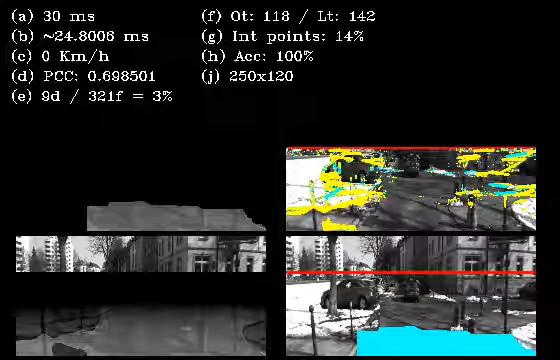 (a) 30 ms
(b) ~24.8006 ms
(c) 0 Km/h
(d) PCC: 0.698501
(e) 9d / 321f = 3%
(f) Ot: 118 / Lt: 142
(g) Int points: 14%
(h) Acc: 100%
(j) 250x120